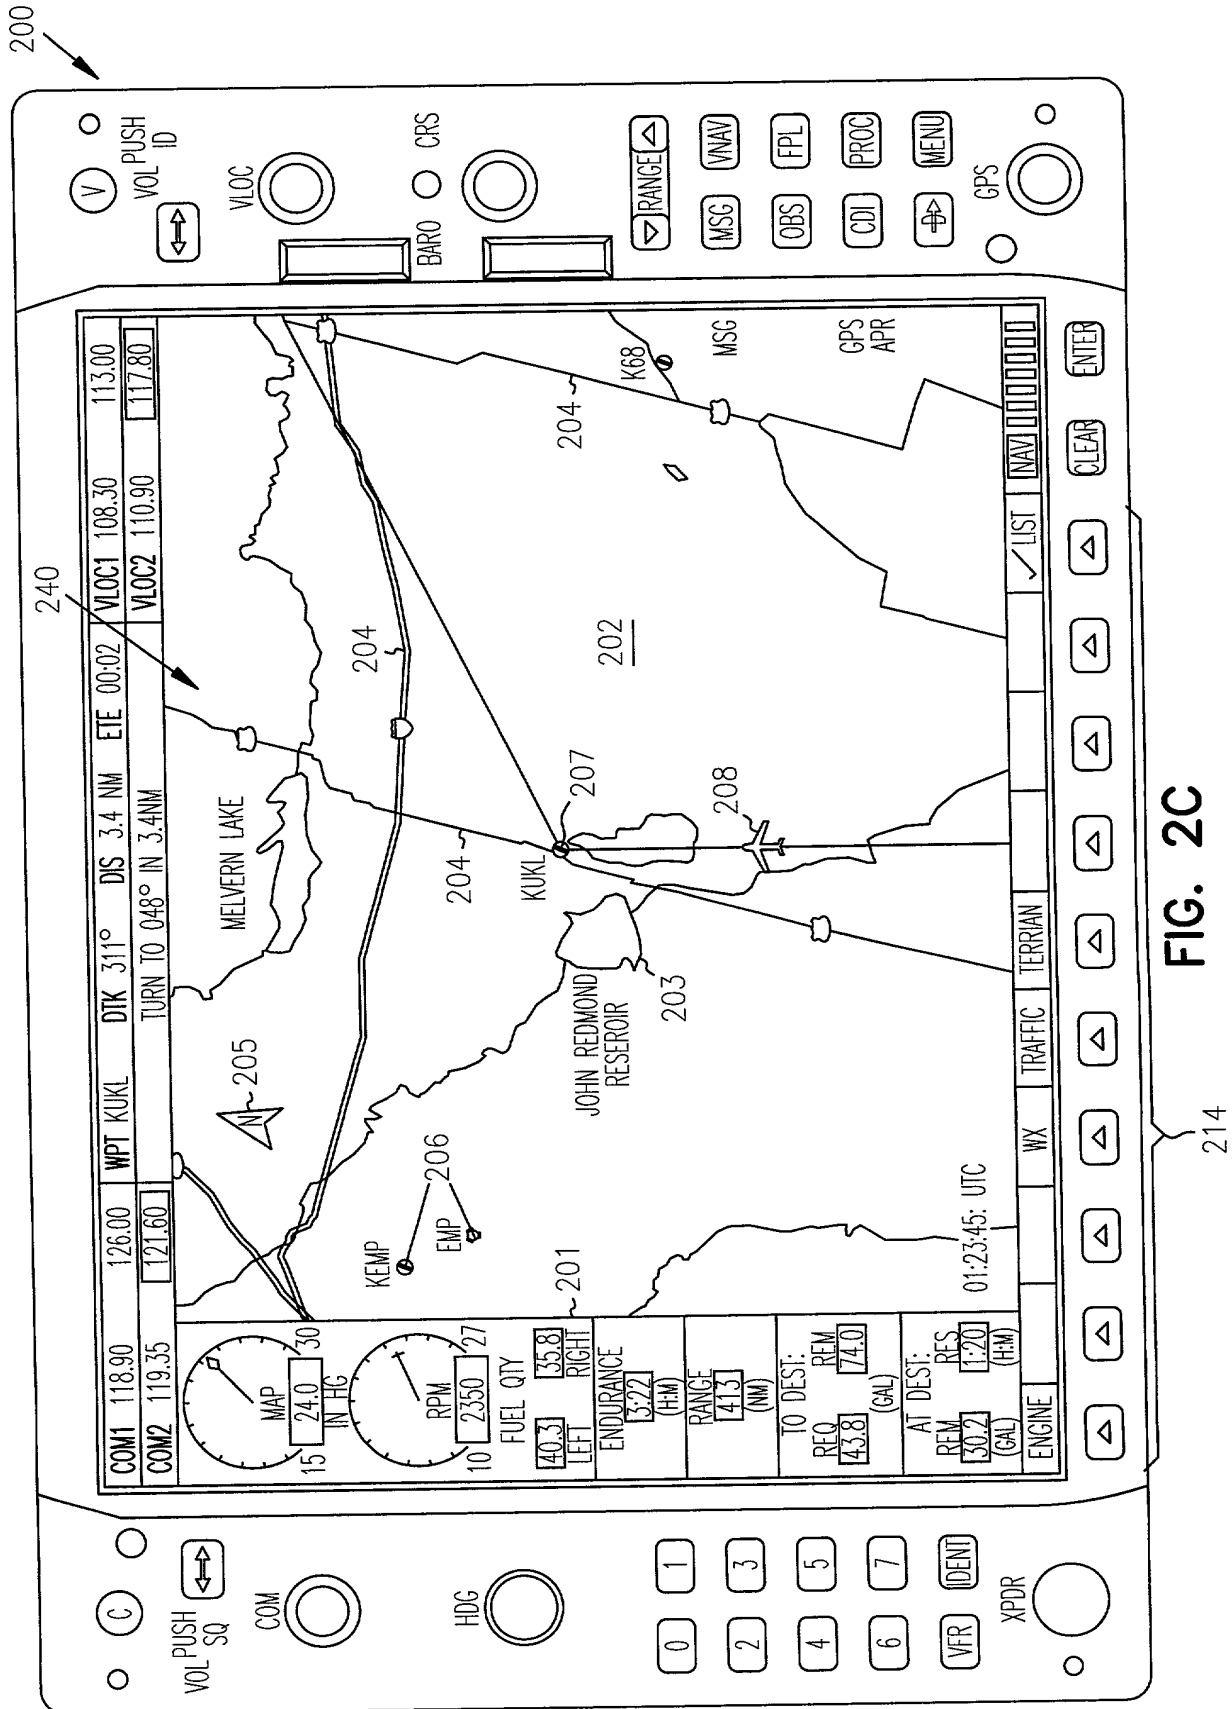 200
C
VOL PUSH
SQ
COM
HDG
0 1
2 3
4 5
6 7
VFR IDENT
XPDR
COM1 118.90 126.00
COM2 119.35 121.60
WPT KUKL DTK 311° DIS 3.4 NM ETE 00:02
TURN TO 048° IN 3.4NM
VLOC1 108.30 113.00
VLOC2 110.90 117.80
MAP
15 24.0 30
IN HG
RPM
10 2350 27
FUEL QTY
40.3 35.8
LEFT RIGHT
ENDURANCE
3:22
(H:M)
RANGE
413
(NM)
TO DEST:
REQ REM
43.8 74.0
(GAL)
AT DEST:
REM RES
30.2 1:20
(GAL) (H:M)
240
N
205
MELVERN LAKE
204
KEMP
206
EMP
201
204
KUKL
207
JOHN REDMOND
RESEROIR
203
202
208
204
K68
MSG
GPS
APR
01:23:45: UTC
ENGINE WX TRAFFIC TERRIAN ✓ LIST NAV
CLEAR ENTER
214
V
VOL PUSH
ID
VLOC
BARO CRS
RANGE
MSG VNAV
OBS FPL
CDI PROC
MENU
GPS
FIG. 2C